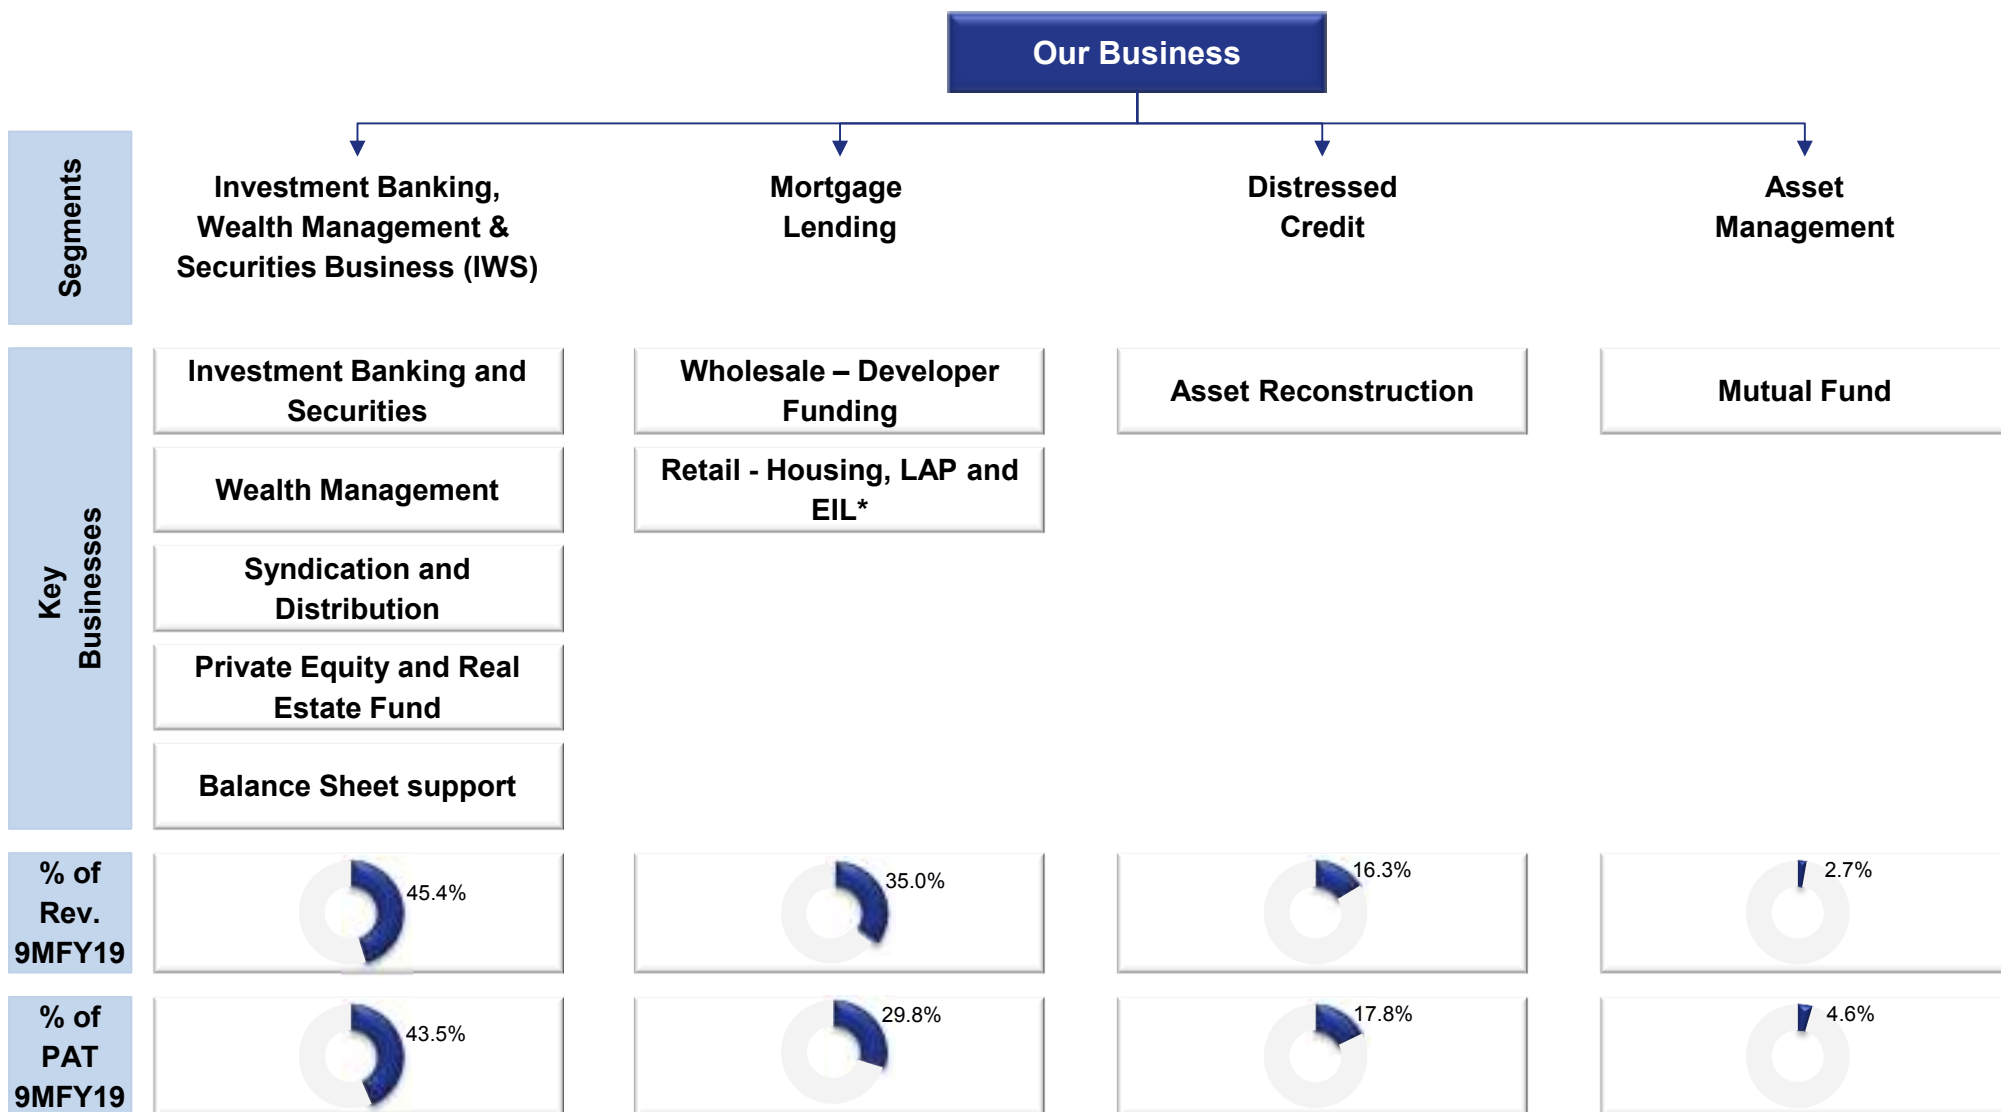 Our Business
Segments
Investment Banking,
Wealth Management &
Securities Business (IWS)
Mortgage
Lending
Distressed
Credit
Asset
Management
Key
Businesses
Investment Banking and
Securities
Wealth Management
Syndication and
Distribution
Private Equity and Real
Estate Fund
Balance Sheet support
Wholesale – Developer
Funding
Retail - Housing, LAP and
EIL*
Asset Reconstruction
Mutual Fund
% of
Rev.
9MFY19
45.4%
35.0%
16.3%
2.7%
% of
PAT
9MFY19
43.5%
29.8%
17.8%
4.6%